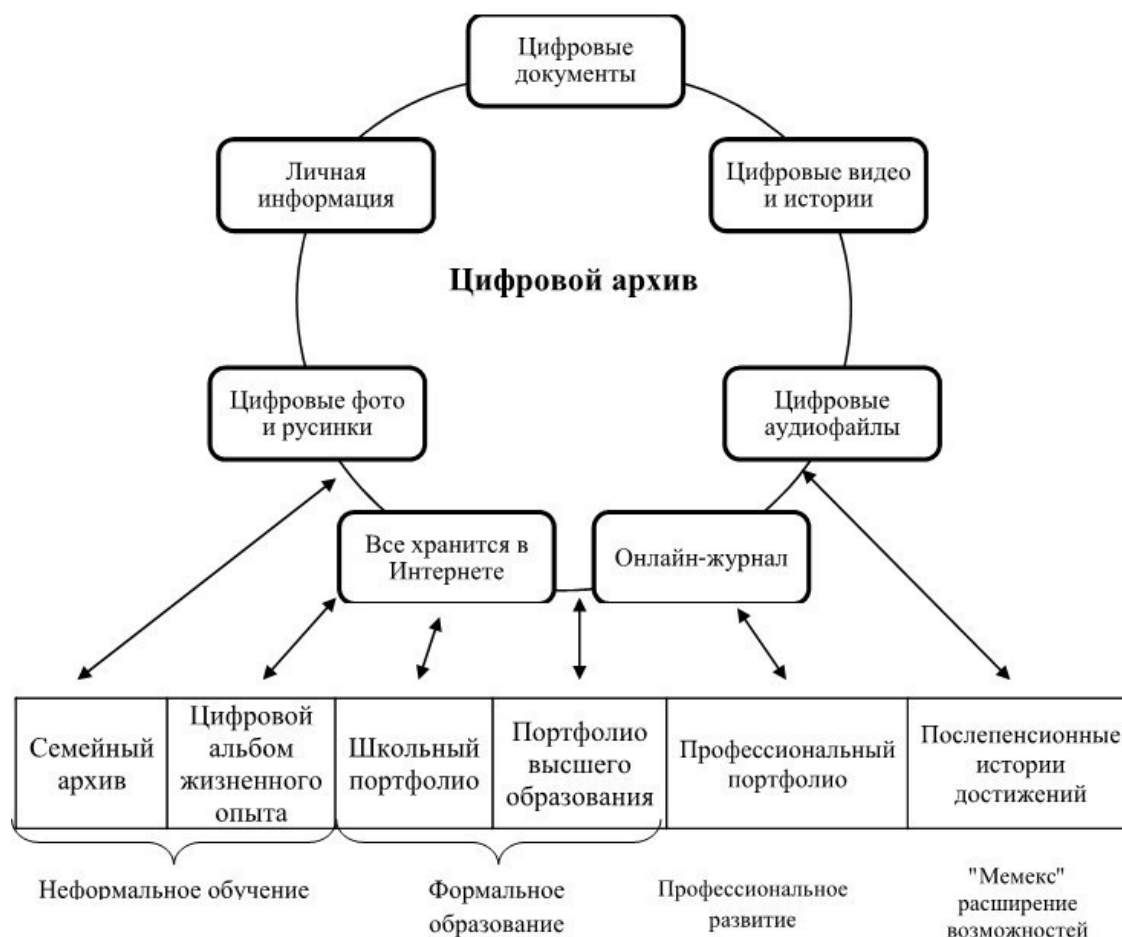 Цифровые
документы
Личная
информация
Цифровые видео
и истории
Цифровой архив
Цифровые фото
и русинки
Цифровые
аудиофайлы
Все хранится в
Интернете
Онлайн-журнал
Семейный
архив
Цифровой
альбом
жизненного
опыта
Школьный
портфолио
Портфолио
высшего
образования
Профессиональный
портфолио
Послепенсионные
истории
достижений
Неформальное обучение
Формальное
образование
Профессиональное
развитие
"Мемекс"
расширение
возможностей